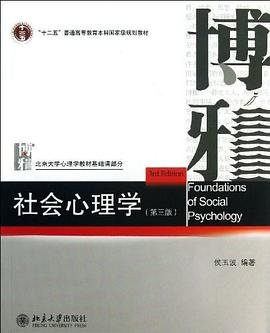 "十二五"普通高等教育本科国家级规划教材
博雅
博雅
北京大学心理学教材基础课部分
3rd Edition
Foundations
of Social
Psychology
社会心理学(第三版)
侯玉波 编著
北京大学出版社